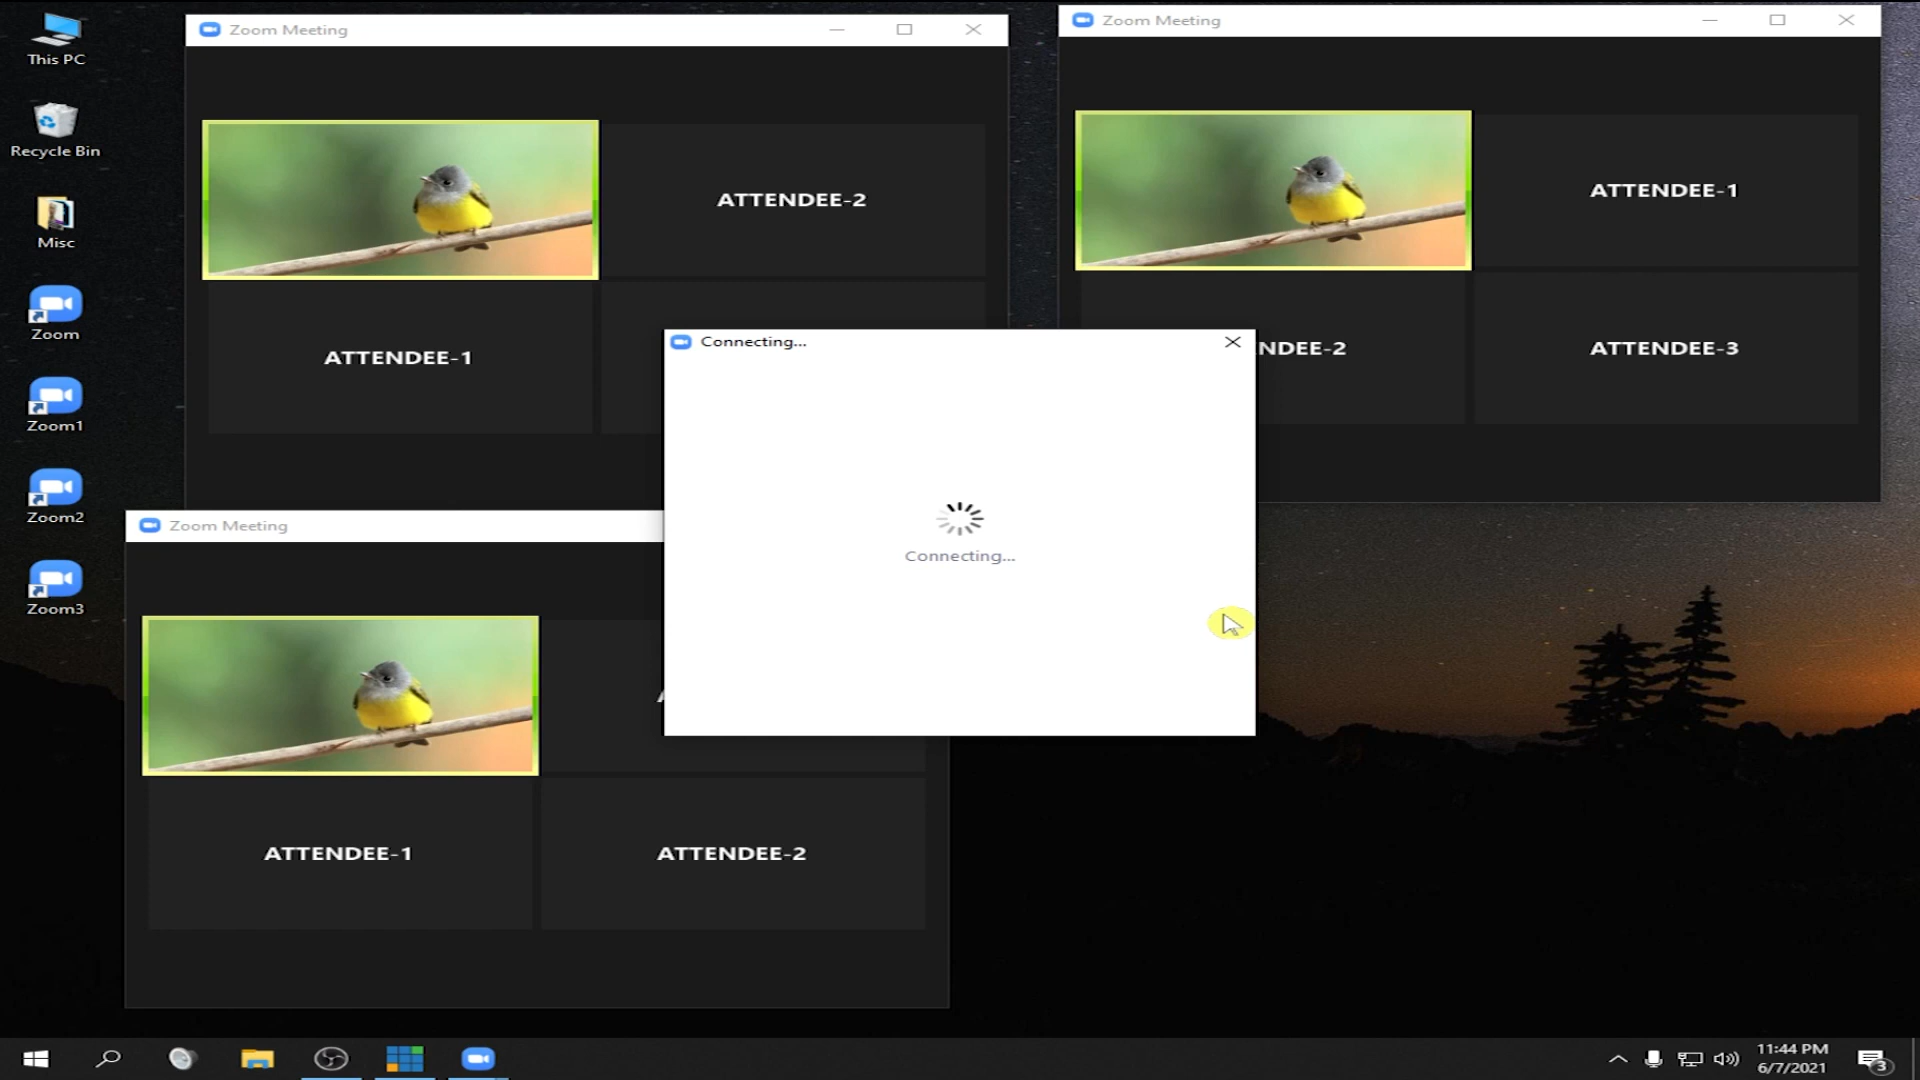 This PC
Recycle Bin
Misc
Zoom
Zoom1
Zoom2
Zoom3
Zoom Meeting
ATTENDEE-2
ATTENDEE-1
Zoom Meeting
ATTENDEE-1
NDEE-2
ATTENDEE-3
Connecting...
Connecting...
Zoom Meeting
ATTENDEE-1
ATTENDEE-2
11:44 PM
6/7/2021
3